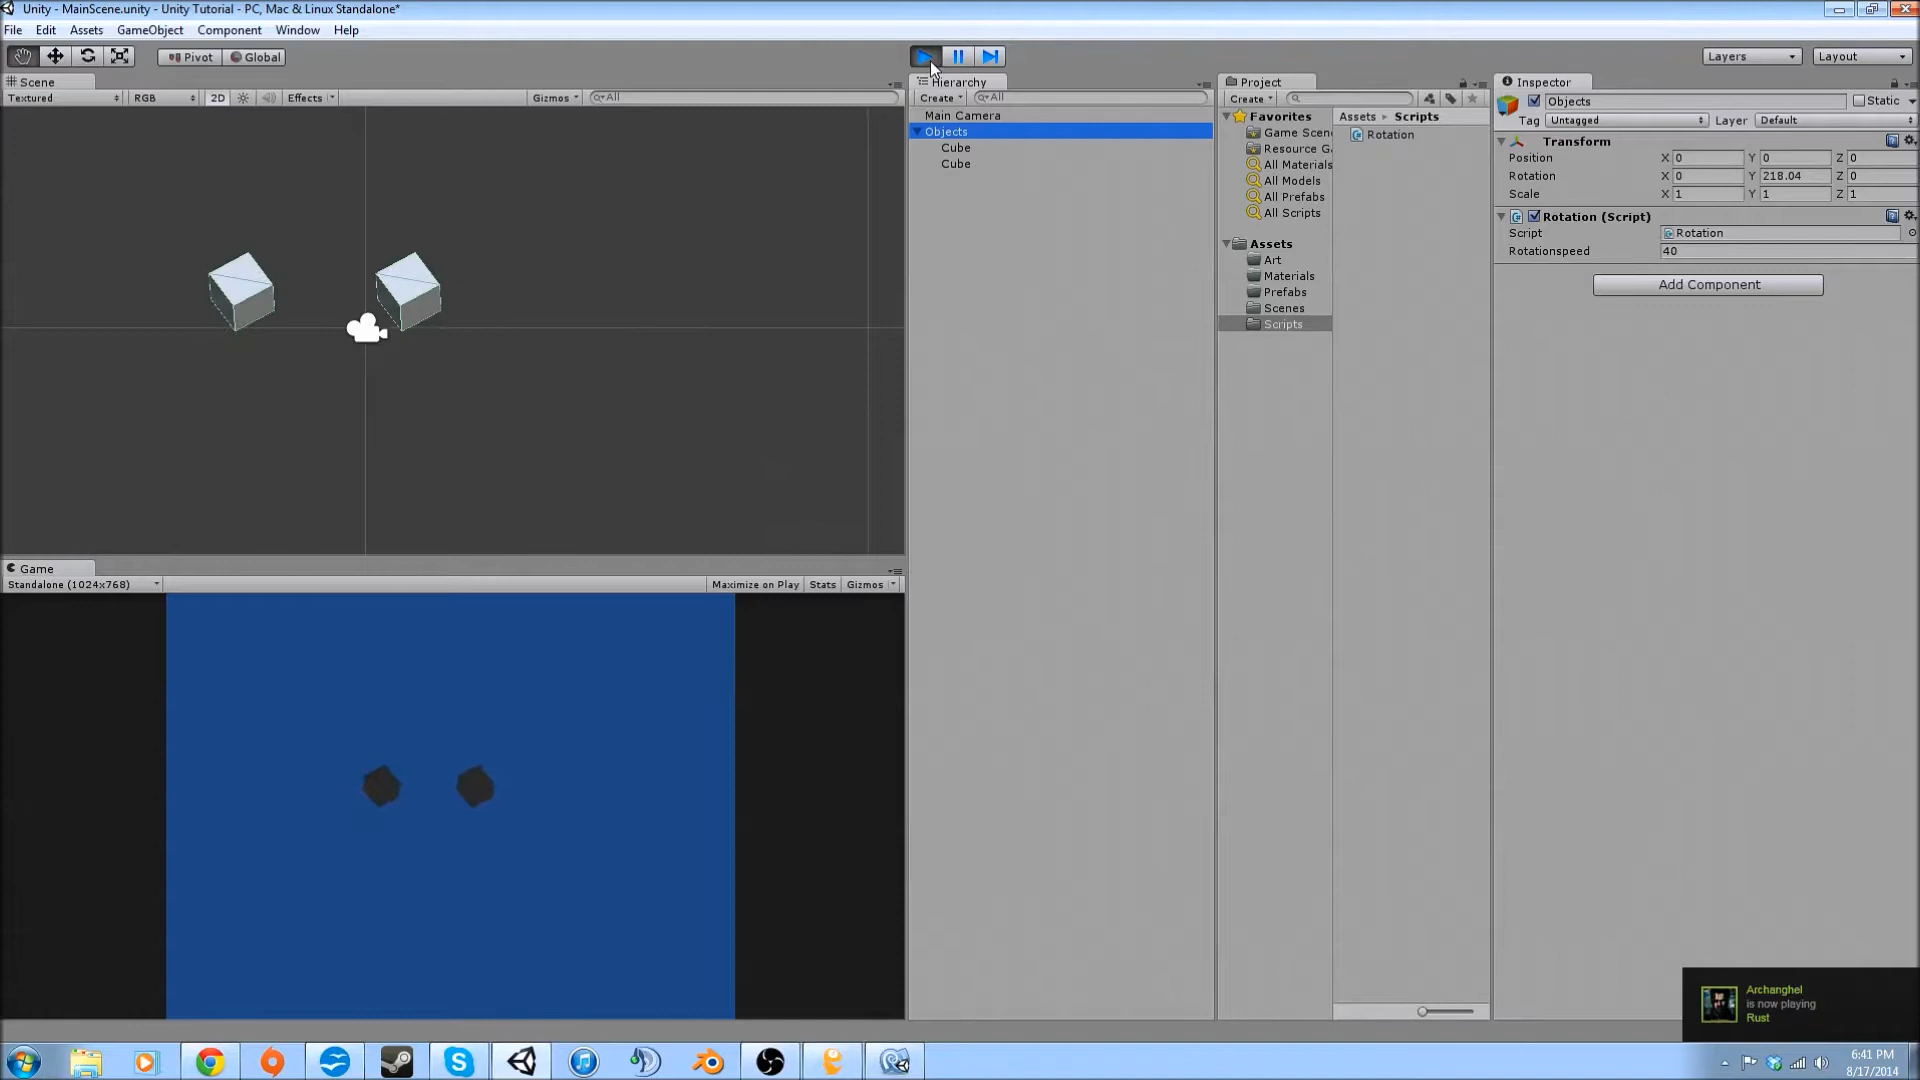 Unity - MainScene.unity - Unity Tutorial - PC, Mac & Linux Standalone*
File Edit Assets GameObject Component Window Help
Pivot Global Layers Layout
Scene
Textured RGB 2D Effects Gizmos All
Hierarchy
Create All
Main Camera
Objects
Cube
Cube
Project
Create
Favorites
Game Scen
Resource G
All Materials
All Models
All Prefabs
All Scripts
Assets
Art
Materials
Prefabs
Scenes
Scripts
Assets Scripts
Rotation
Inspector
Objects Static
Tag Untagged Layer Default
Transform
Position X 0 Y 0 Z 0
Rotation X 0 Y 218.04 Z 0
Scale X 1 Y 1 Z 1
Rotation (Script)
Script Rotation
Rotationspeed 40
Add Component
Game
Standalone (1024x768) Maximize on Play Stats Gizmos
Archanghel
is now playing
Rust
6:41 PM
8/17/2014